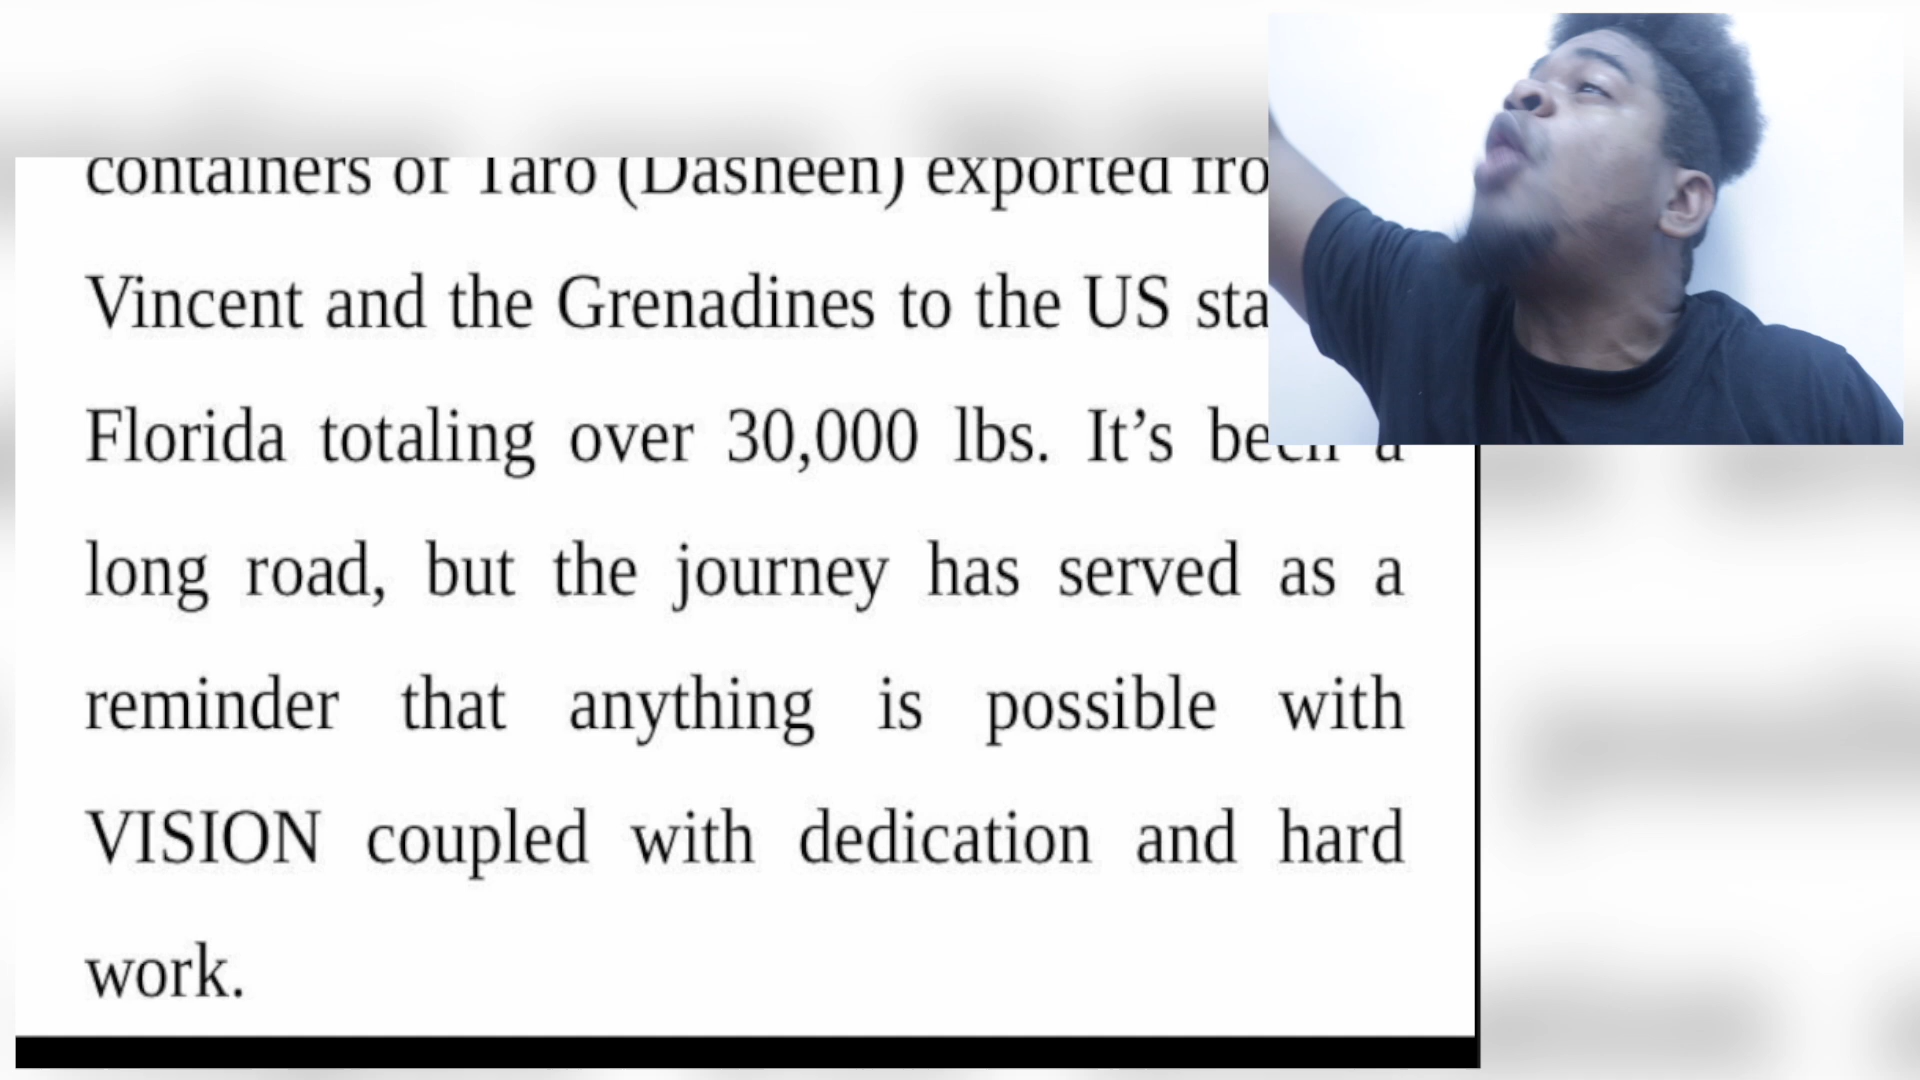 containers of Taro (Dasheen) exported
Vincent and the Grenadines to the US
Florida totaling over 30,000 lbs. It’s been a
long road, but the journey has served as a
reminder that anything is possible with
VISION coupled with dedication and hard
work.